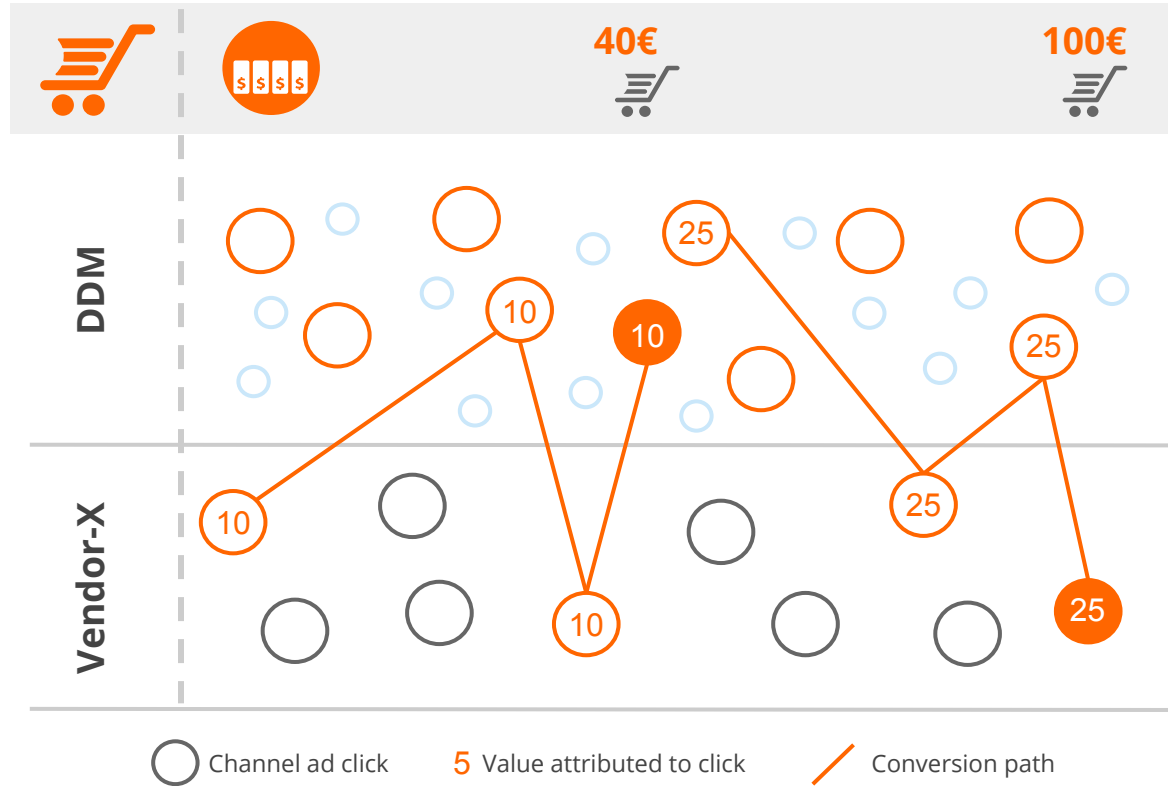 $ $ $ $
40€
100€
DDM
25
10
10
25
10
25
10
25
Vendor-X
Channel ad click
5 Value attributed to click
Conversion path